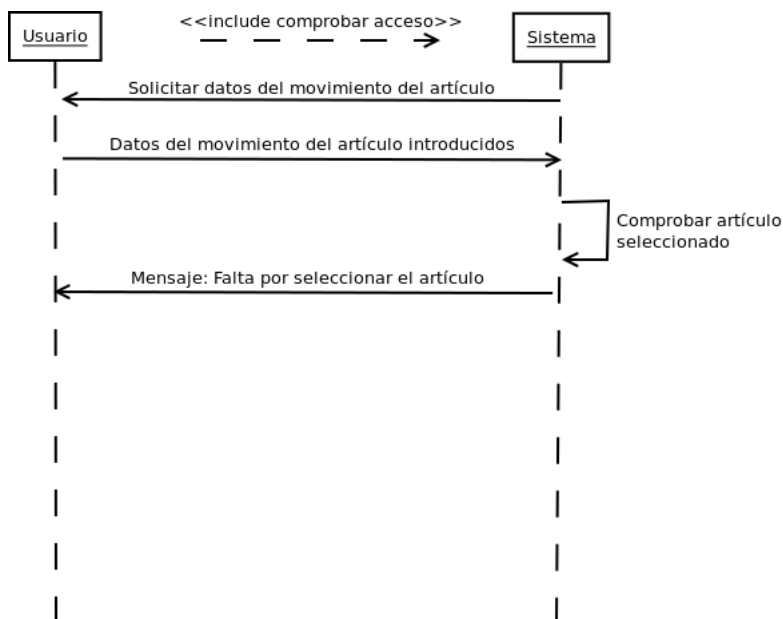 <<include comprobar acceso>>
Usuario
Sistema
Solicitar datos del movimiento del artículo
Datos del movimiento del artículo introducidos
Comprobar artículo
seleccionado
Mensaje: Falta por seleccionar el artículo